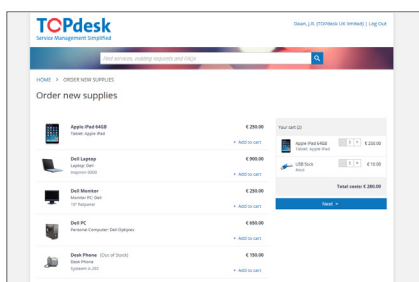 TOPdesk
Service Management Simplified
Daan, J.R. (TOPdesk UK limited) | Log Out
Find services, existing requests and FAQs
HOME > ORDER NEW SUPPLIES
Order new supplies
Apple iPad 64GB
Tablet: Apple iPad
€ 250.00
+ Add to cart
Dell Laptop
Laptop: Dell
Inspiron 9300
€ 900.00
+ Add to cart
Dell Monitor
Monitor PC: Dell
19" flatpanel
€ 250.00
+ Add to cart
Dell PC
Personal Computer: Dell Optiplex
€ 650.00
+ Add to cart
Desk Phone (Out of Stock)
Desk Phone
€ 150.00
+ Add to cart
Your cart (2)
Apple iPad 64GB
Tablet: Apple iPad
€ 250.00
USB Stick
€ 10.00
Total costs: € 260.00
Next